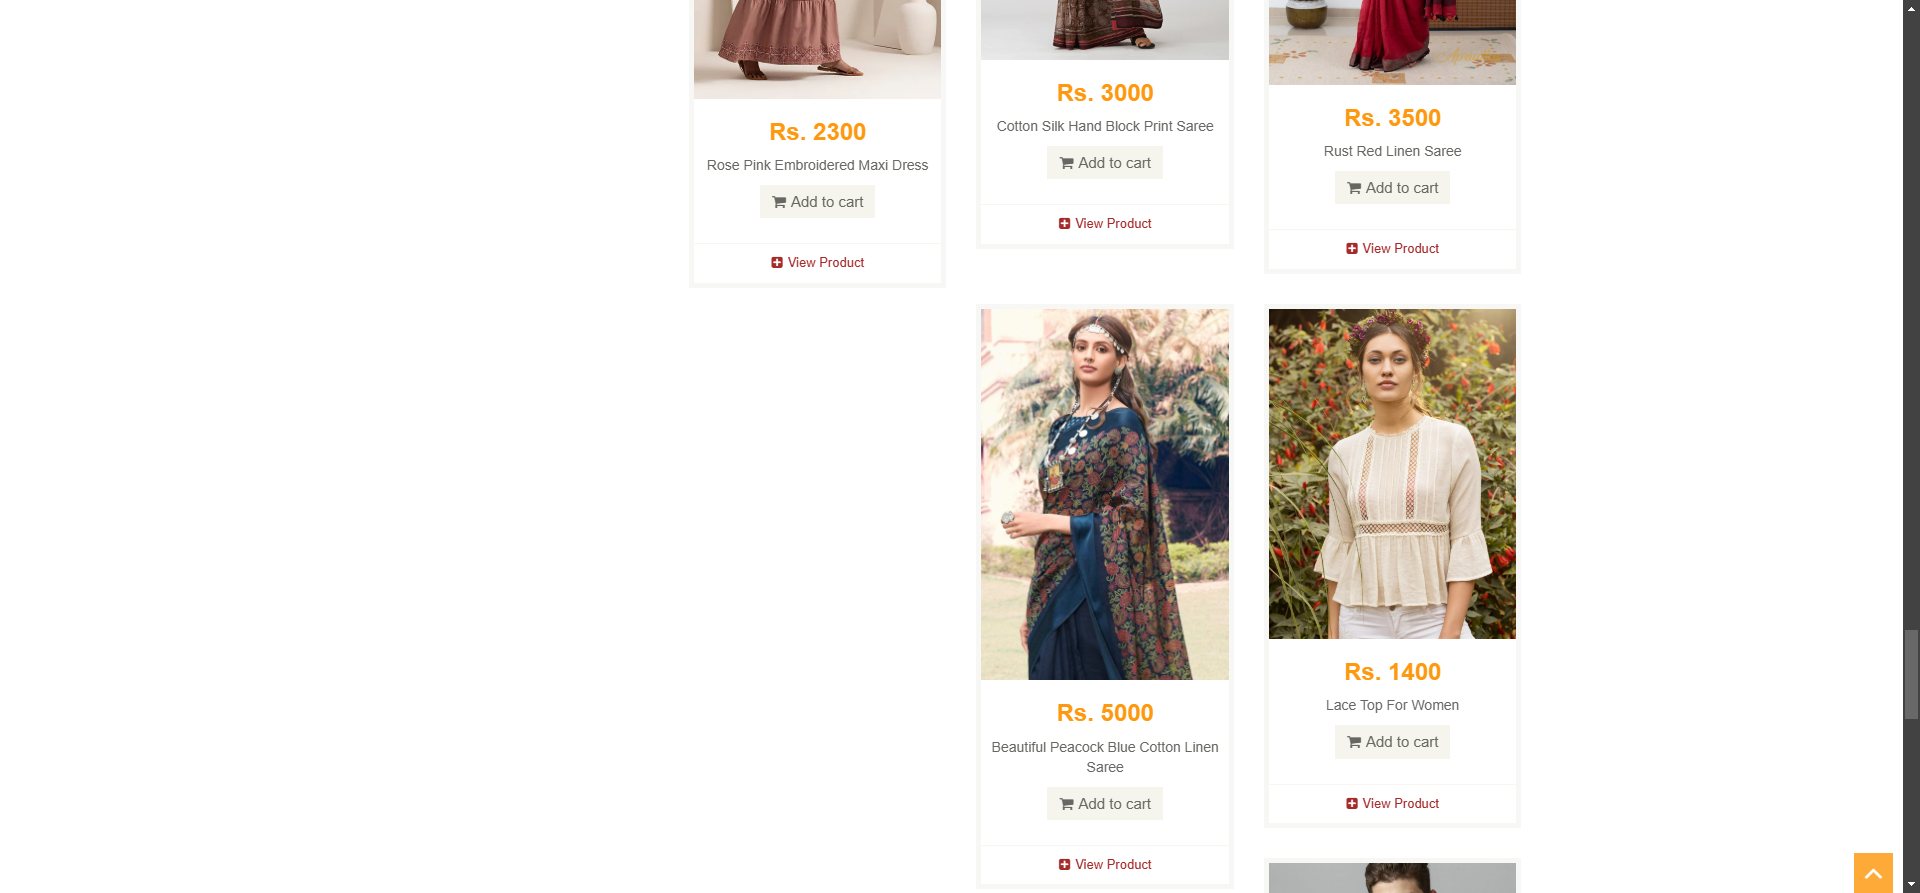 Rs. 2300
Rose Pink Embroidered Maxi Dress
Add to cart
View Product
Rs. 3000
Cotton Silk Hand Block Print Saree
Add to cart
View Product
Rs. 3500
Rust Red Linen Saree
Add to cart
View Product
Rs. 5000
Beautiful Peacock Blue Cotton Linen
Saree
Add to cart
View Product
Rs. 1400
Lace Top For Women
Add to cart
View Product